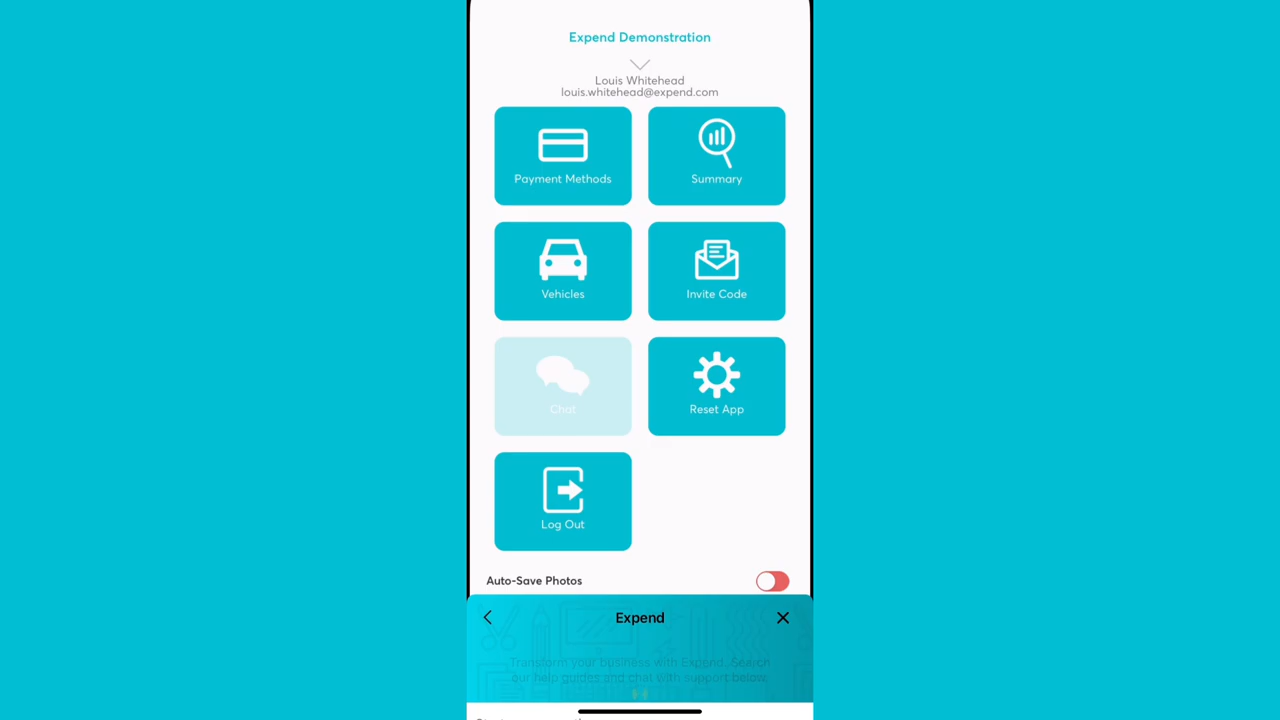 Expend Demonstration
Louis Whitehead
louis.whitehead@expend.com
Payment Methods
Summary
Vehicles
Invite Code
Chat
Reset App
Log Out
Auto-Save Photos
Expend
Transform your business with Expend. Search
our help guides and chat with support below.